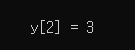 y[2] = 3